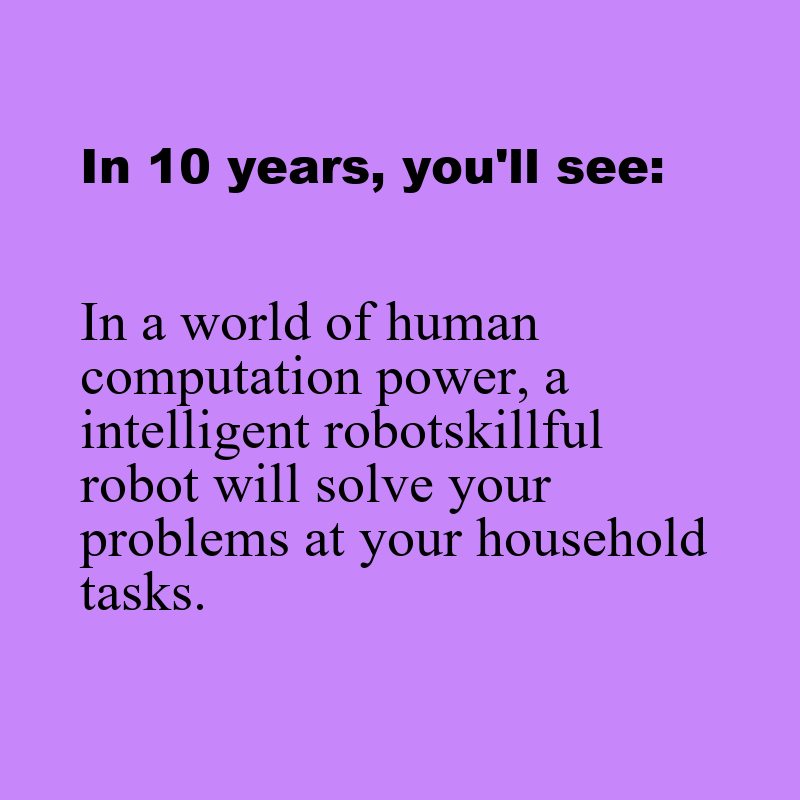 In 10 years, you'll see:
In a world of human
computation power, a
intelligent robotskillful
robot will solve your
problems at your household
tasks.